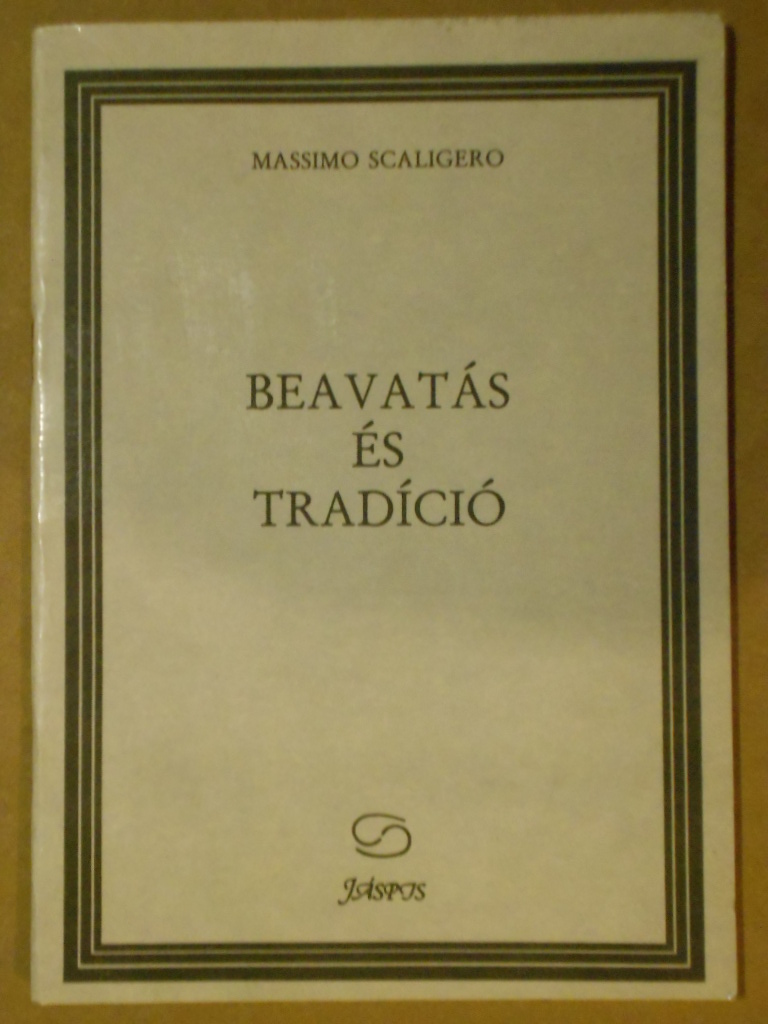 MASSIMO SCALIGERO
BEAVATÁS
ÉS
TRADÍCIÓ
JÁSPIS